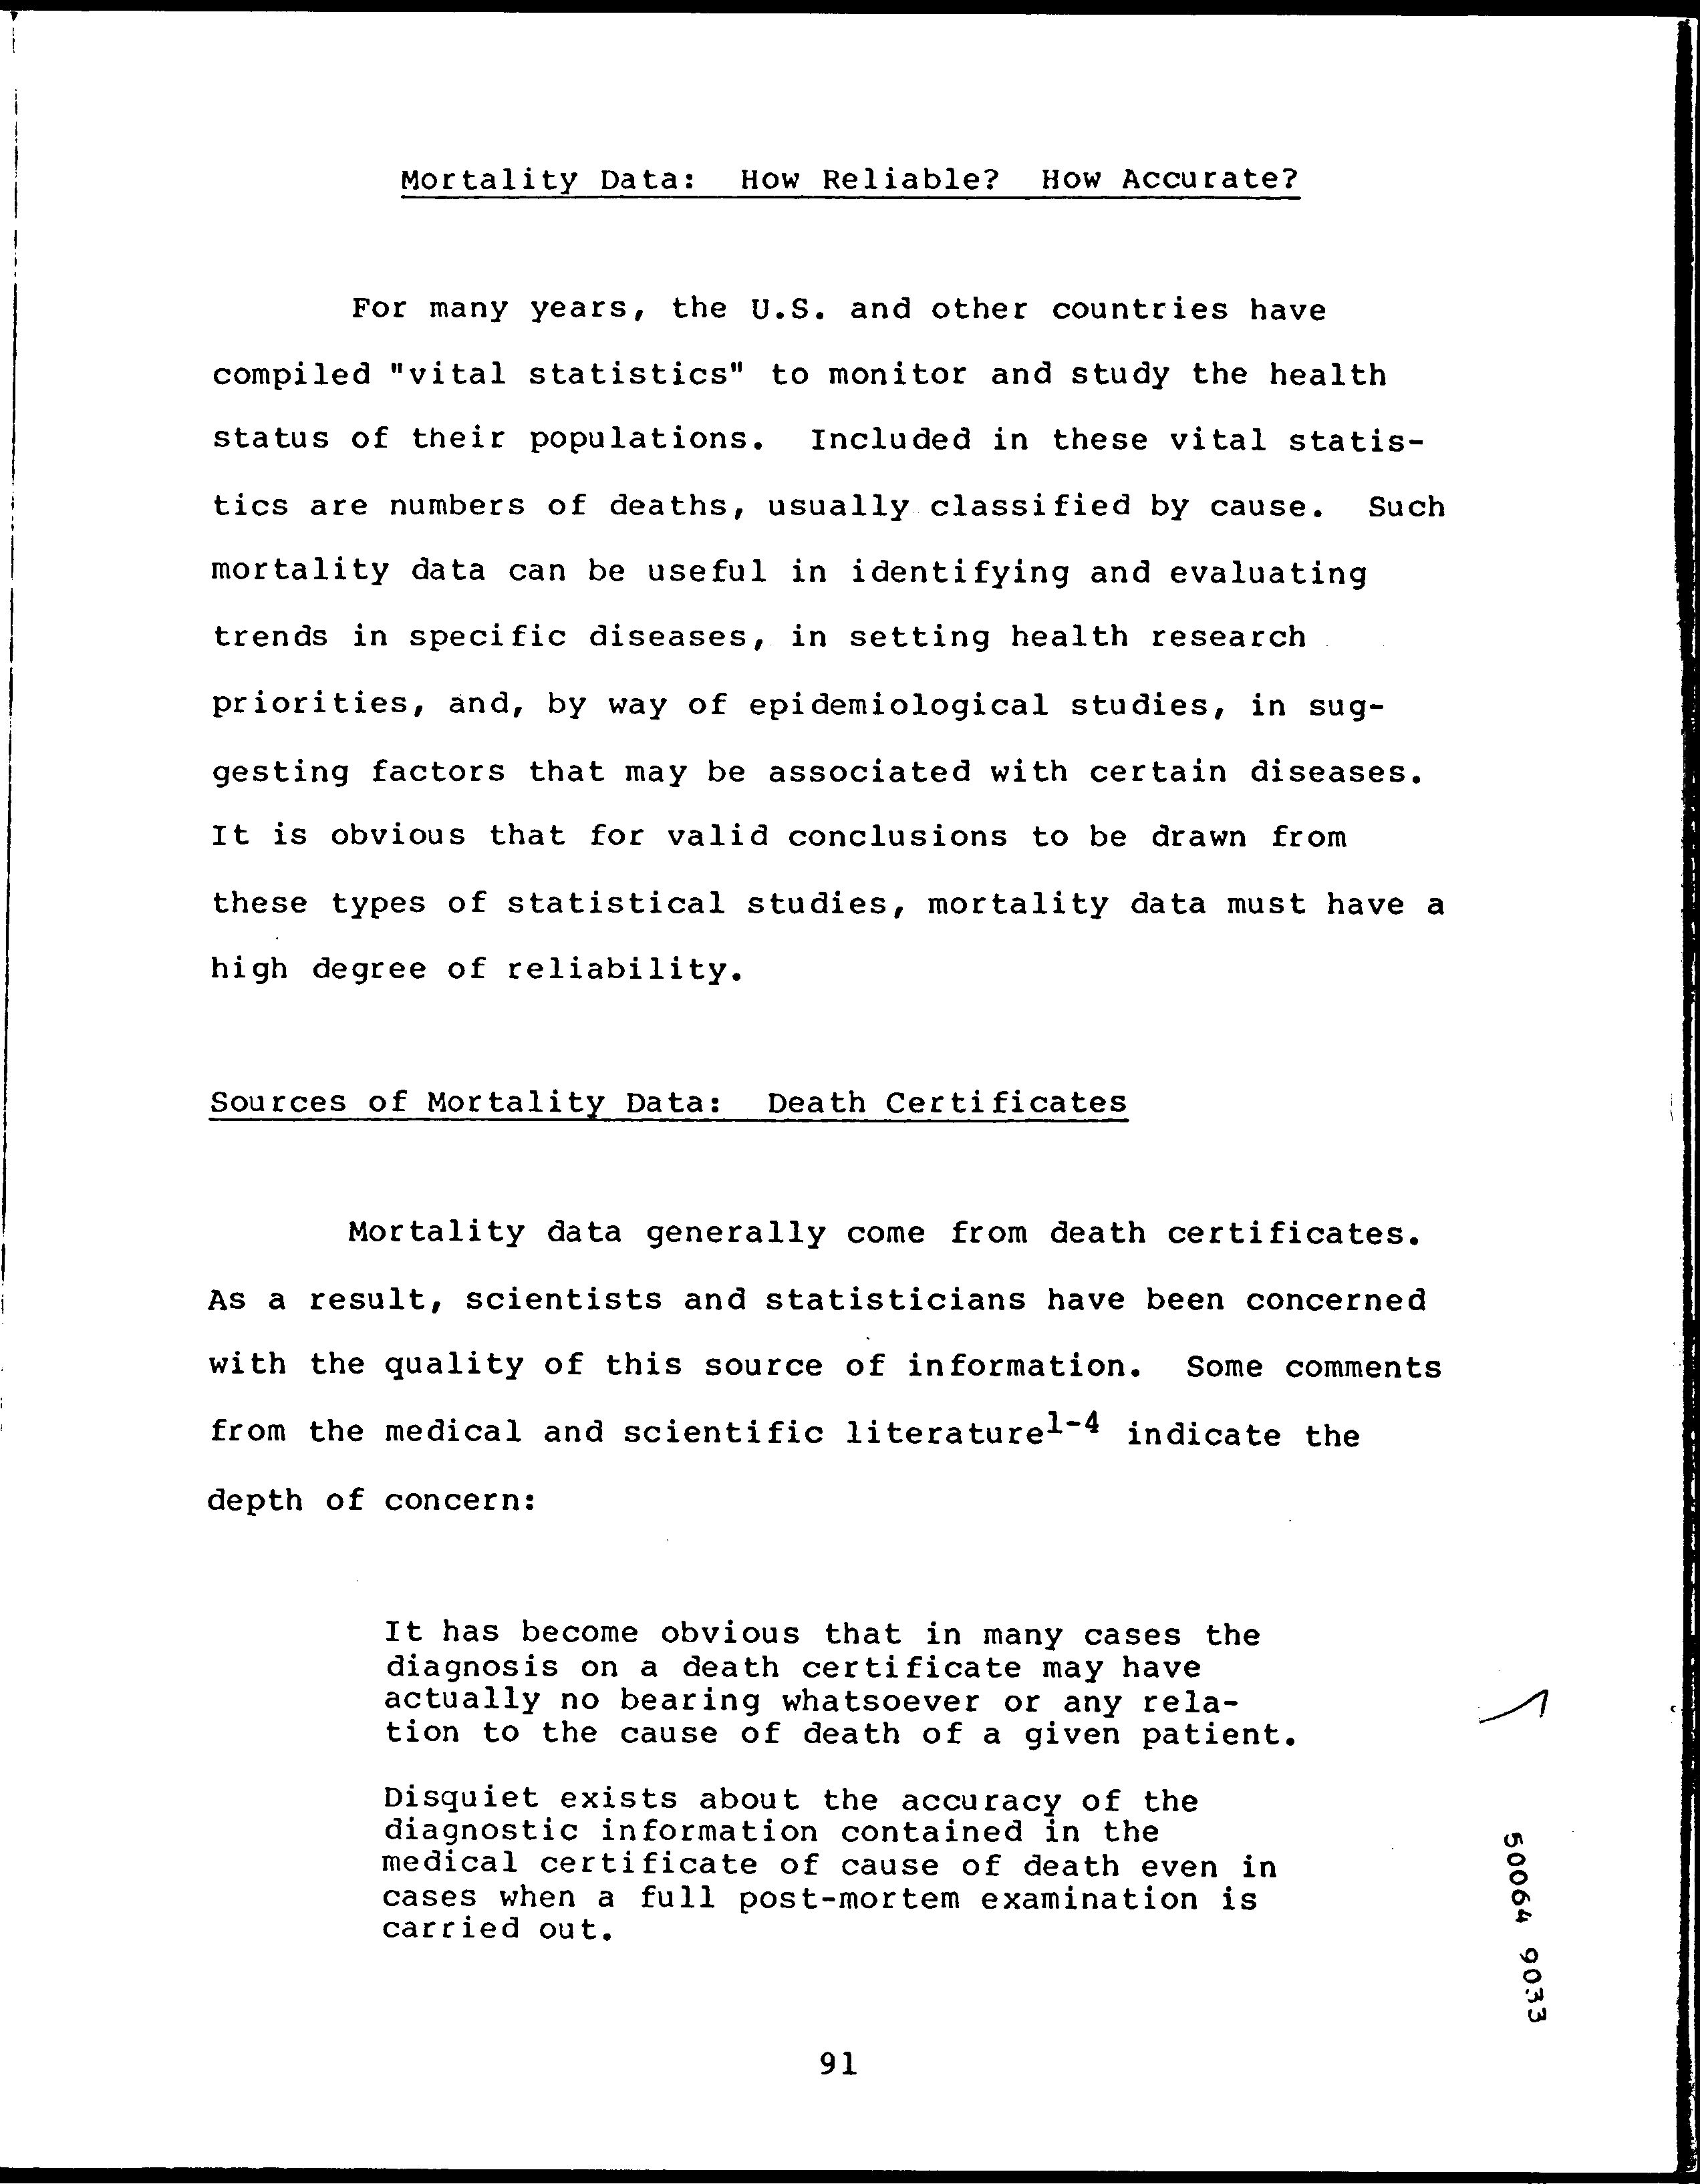 Mortality Data:  How Reliable?  How Accurate?
For many years, the U.S. and other countries have
compiled "vital statistics" to monitor and study the health
status of their populations.  Included in these vital statis-
tics are numbers of deaths, usually classified by cause.  Such
mortality data can be useful in identifying and evaluating
trends in specific diseases, in setting health research
priorities, and, by way of epidemiological studies, in sug-
gesting factors that may be associated with certain diseases.
It is obvious that for valid conclusions to be drawn from
these types of statistical studies, mortality data must have a
high degree of reliability.
Sources of Mortality Data:  Death Certificates
Mortality data generally come from death certificates.
As a result, scientists and statisticians have been concerned
with the quality of this source of information.  Some comments
from the medical and scientific literature1-4 indicate the
depth of concern:
It has become obvious that in many cases the
diagnosis on a death certificate may have
actually no bearing whatsoever or any rela-
tion to the cause of death of a given patient.
Disquiet exists about the accuracy of the
diagnostic information contained in the
medical certificate of cause of death even in
cases when a full post-mortem examination is
carried out.
50064 9033
91